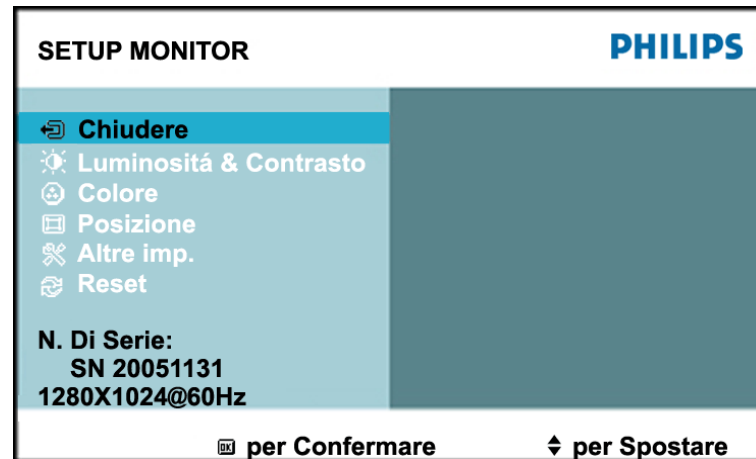 SETUP MONITOR PHILIPS
Chiudere
Luminositá & Contrasto
Colore
Posizione
Altre imp.
Reset
N. Di Serie:
SN 20051131
1280X1024@60Hz
OK per Confermare per Spostare